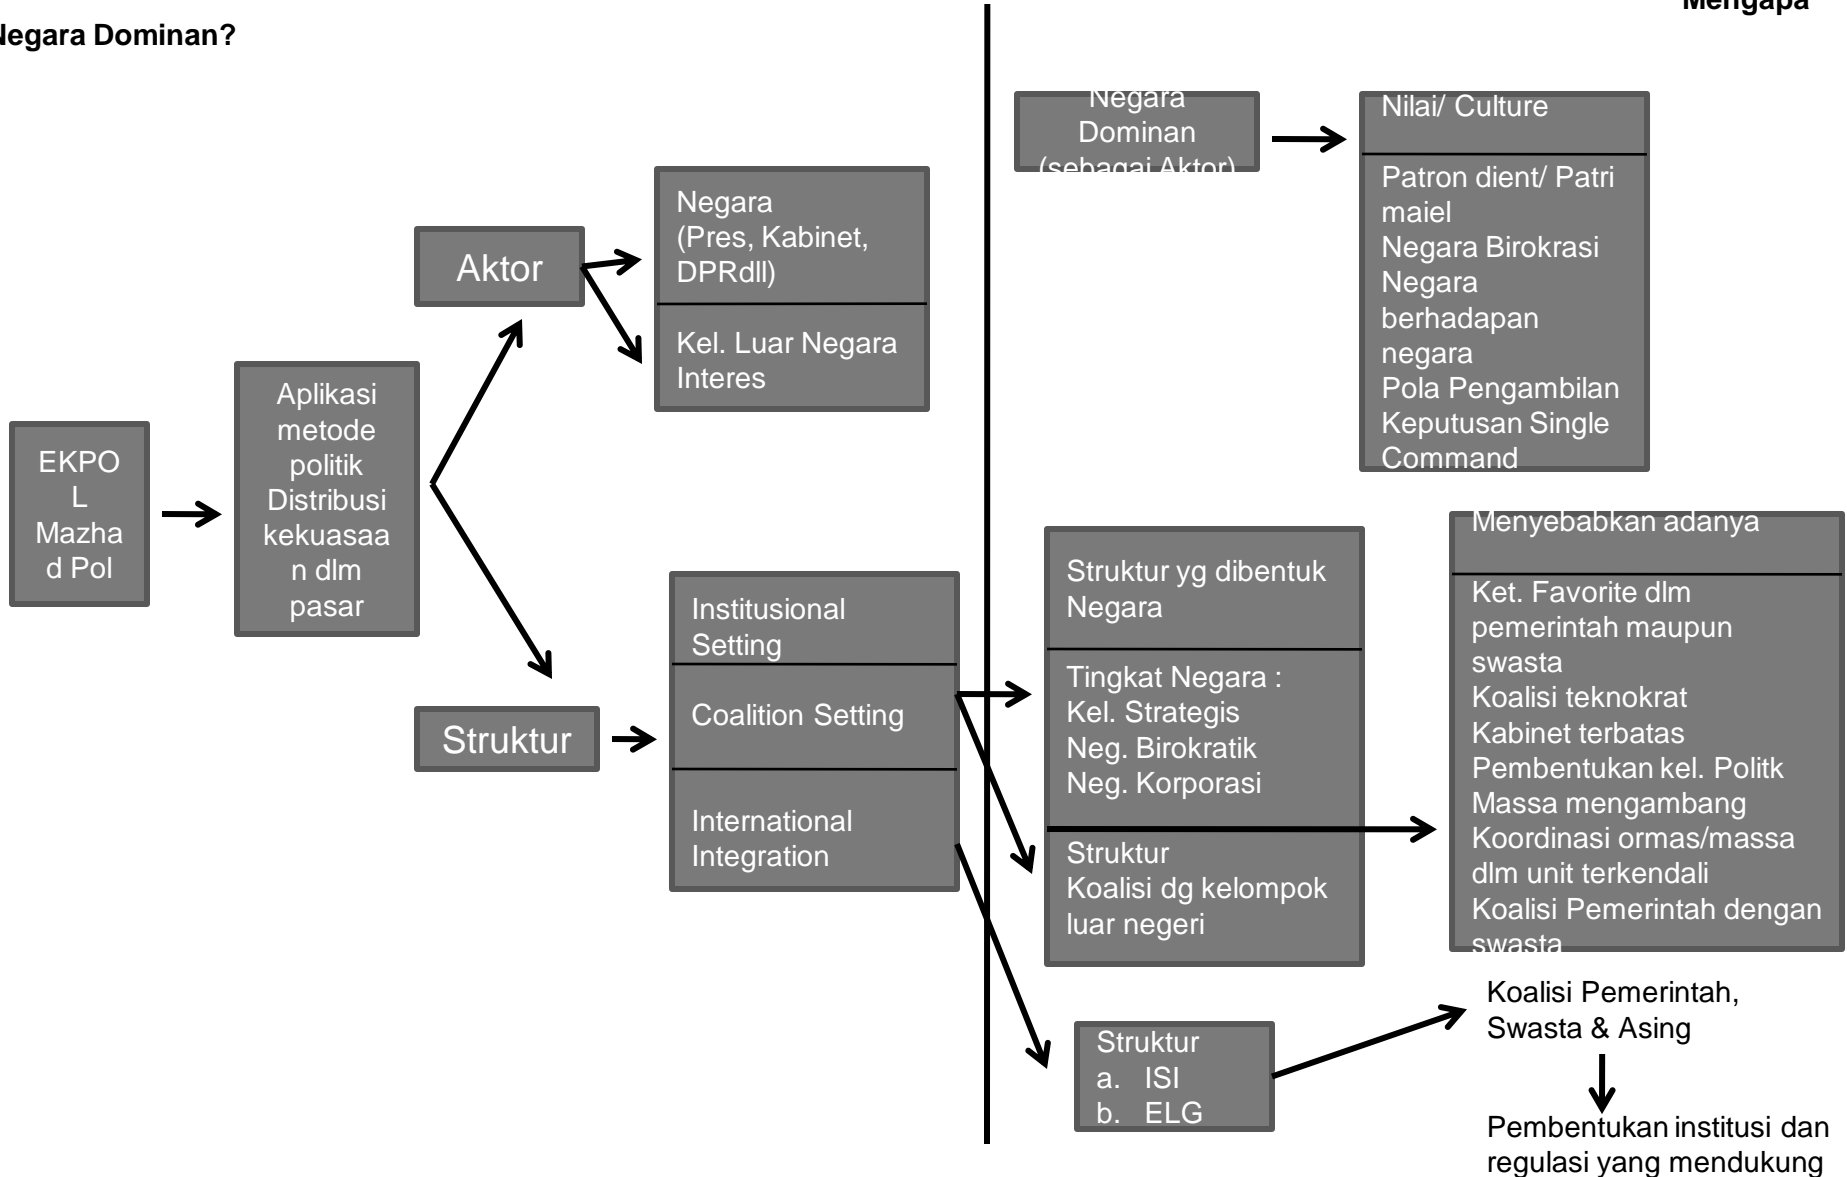 Mengapa
Negara Dominan?
EKPO
L
Mazha
d Pol
Aplikasi
metode
politik
Distribusi
kekuasaa
n dlm
pasar
Aktor
Negara
(Pres, Kabinet,
DPRdll)
Kel. Luar Negara
Interes
Struktur
Institusional
Setting
Coalition Setting
International
Integration
Negara
Dominan
(sebagai Aktor)
Nilai/ Culture
Patron dient/ Patri
maiel
Negara Birokrasi
Negara
berhadapan
negara
Pola Pengambilan
Keputusan Single
Command
Struktur yg dibentuk
Negara
Tingkat Negara :
Kel. Strategis
Neg. Birokratik
Neg. Korporasi
Struktur
Koalisi dg kelompok
luar negeri
Menyebabkan adanya
Ket. Favorite dlm
pemerintah maupun
swasta
Koalisi teknokrat
Kabinet terbatas
Pembentukan kel. Politk
Massa mengambang
Koordinasi ormas/massa
dlm unit terkendali
Koalisi Pemerintah dengan
swasta
Struktur
a. ISI
b. ELG
Koalisi Pemerintah,
Swasta & Asing
Pembentukan institusi dan
regulasi yang mendukung